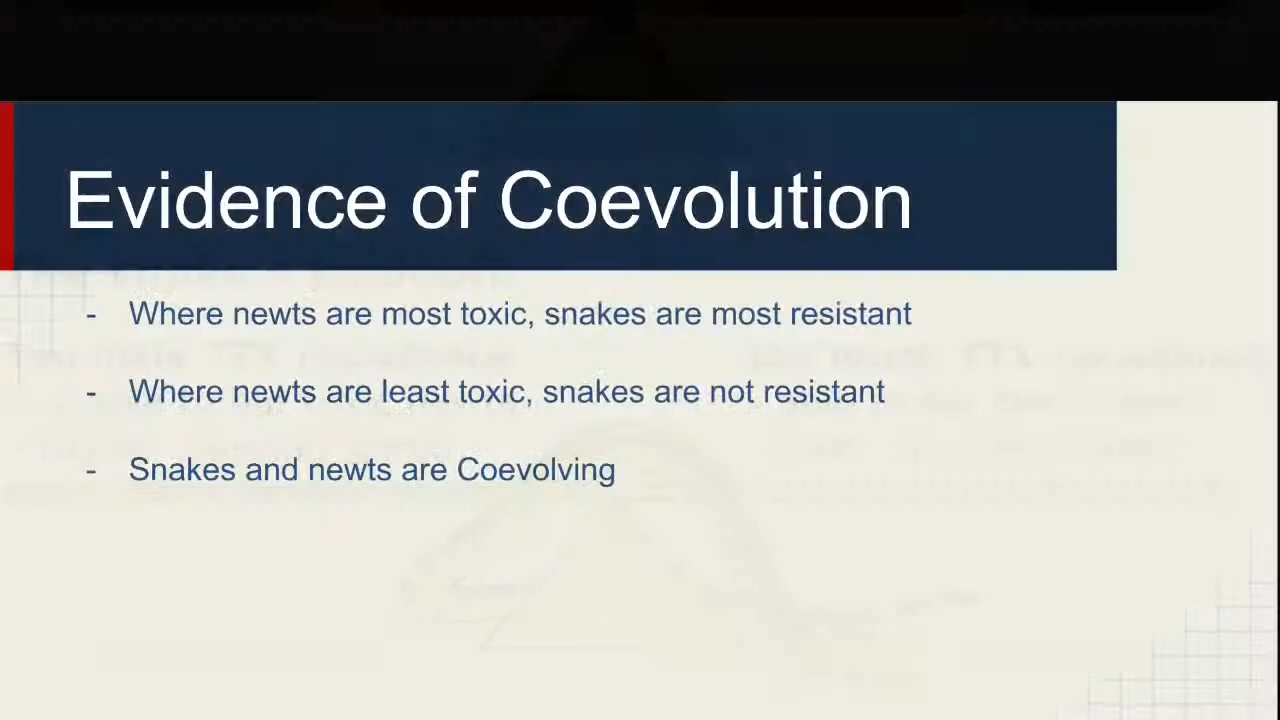 Evidence of Coevolution
- Where newts are most toxic, snakes are most resistant
- Where newts are least toxic, snakes are not resistant
- Snakes and newts are Coevolving